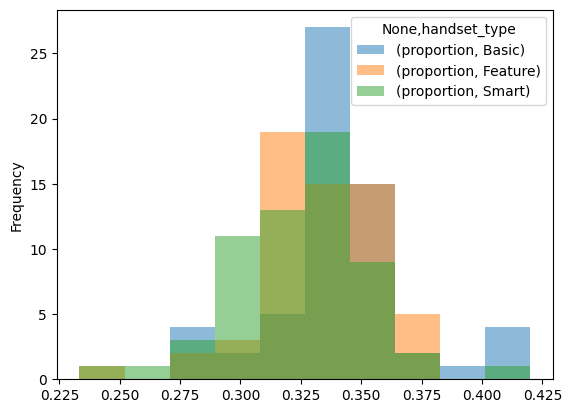 None,handset_type
(proportion, Basic)
(proportion, Feature)
(proportion, Smart)
Frequency
25
20
15
10
5
0
0.225 0.250 0.275 0.300 0.325 0.350 0.375 0.400 0.425